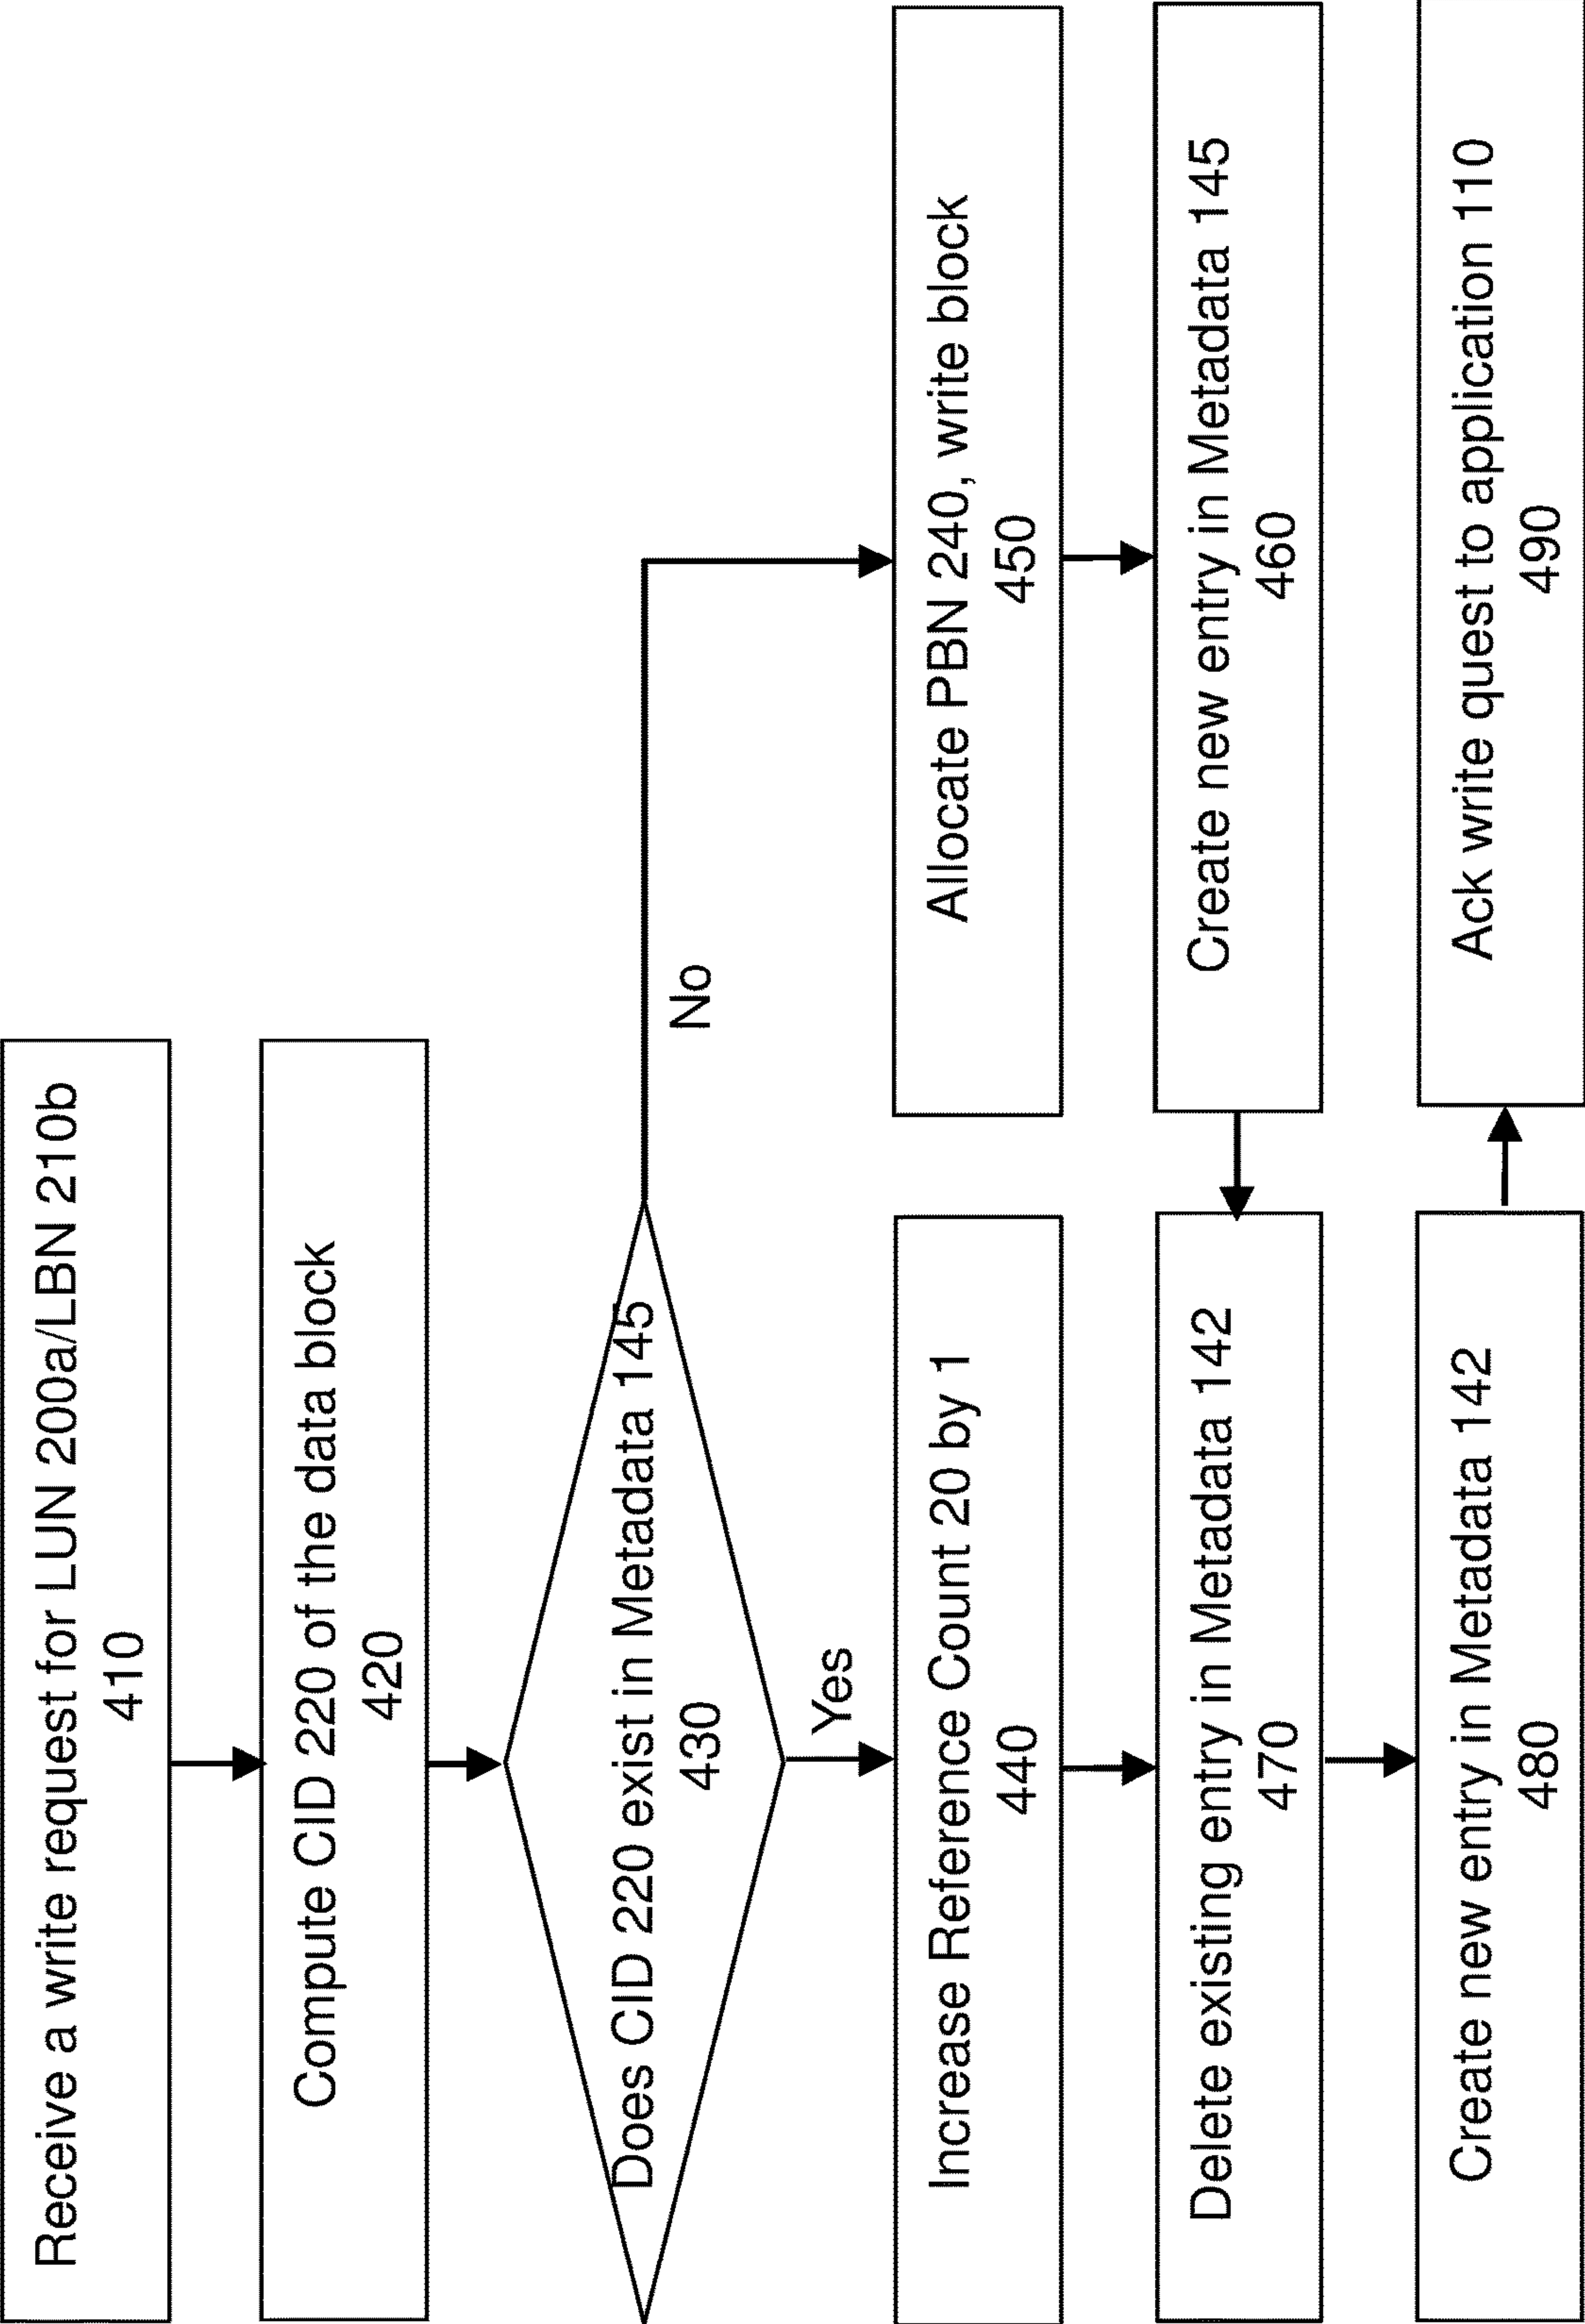 Receive a write request for LUN 200a/LBN 210b
410
Compute CID 220 of the data block
420
Does CID 220 exist in Metadata 145
430
No
Yes
Increase Reference Count 20 by 1
440
Allocate PBN 240, write block
450
Delete existing entry in Metadata 142
470
Create new entry in Metadata 145
460
Create new entry in Metadata 142
480
Ack write quest to application 110
490